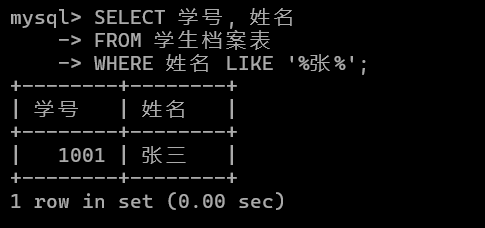 mysql> SELECT 学号, 姓名
    -> FROM 学生档案表
    -> WHERE 姓名 LIKE '%张%';
+--------+--------+
| 学号   | 姓名   |
+--------+--------+
|   1001 | 张三   |
+--------+--------+
1 row in set (0.00 sec)